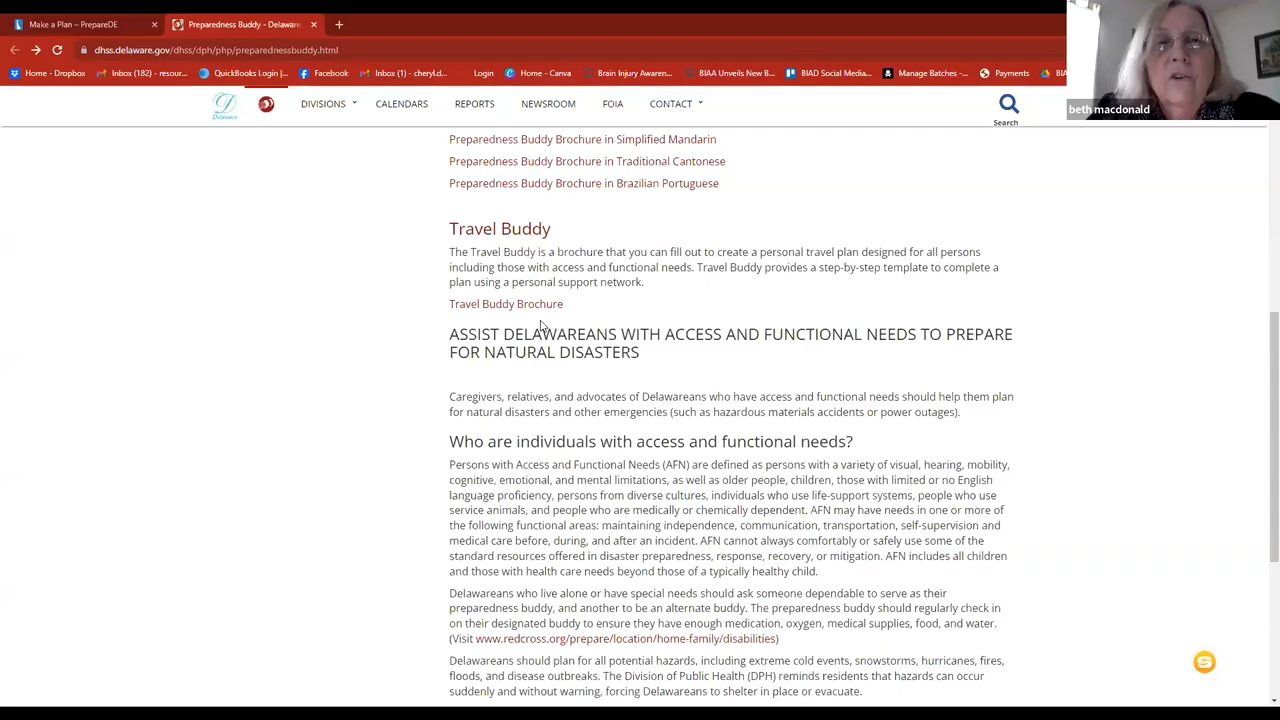 Make a Plan – PrepareDE
Preparedness Buddy - Delaware
dhss.delaware.gov/dhss/dph/php/preparednessbuddy.html
Home - Dropbox
Inbox (182) - resour...
QuickBooks Login |...
Facebook
Inbox (1) - cheryl.d...
Login
Home - Canva
Brain Injury Awaren...
BIAA Unveils New B...
BIAD Social Media...
Manage Batches -...
Payments
BIA
beth macdonald
Delaware
DIVISIONS
CALENDARS
REPORTS
NEWSROOM
FOIA
CONTACT
Search
Preparedness Buddy Brochure in Simplified Mandarin
Preparedness Buddy Brochure in Traditional Cantonese
Preparedness Buddy Brochure in Brazilian Portuguese
Travel Buddy
The Travel Buddy is a brochure that you can fill out to create a personal travel plan designed for all persons
including those with access and functional needs. Travel Buddy provides a step-by-step template to complete a
plan using a personal support network.
Travel Buddy Brochure
ASSIST DELAWAREANS WITH ACCESS AND FUNCTIONAL NEEDS TO PREPARE
FOR NATURAL DISASTERS
Caregivers, relatives, and advocates of Delawareans who have access and functional needs should help them plan
for natural disasters and other emergencies (such as hazardous materials accidents or power outages).
Who are individuals with access and functional needs?
Persons with Access and Functional Needs (AFN) are defined as persons with a variety of visual, hearing, mobility,
cognitive, emotional, and mental limitations, as well as older people, children, those with limited or no English
language proficiency, persons from diverse cultures, individuals who use life-support systems, people who use
service animals, and people who are medically or chemically dependent. AFN may have needs in one or more of
the following functional areas: maintaining independence, communication, transportation, self-supervision and
medical care before, during, and after an incident. AFN cannot always comfortably or safely use some of the
standard resources offered in disaster preparedness, response, recovery, or mitigation. AFN includes all children
and those with health care needs beyond those of a typically healthy child.
Delawareans who live alone or have special needs should ask someone dependable to serve as their
preparedness buddy, and another to be an alternate buddy. The preparedness buddy should regularly check in
on their designated buddy to ensure they have enough medication, oxygen, medical supplies, food, and water.
(Visit www.redcross.org/prepare/location/home-family/disabilities)
Delawareans should plan for all potential hazards, including extreme cold events, snowstorms, hurricanes, fires,
floods, and disease outbreaks. The Division of Public Health (DPH) reminds residents that hazards can occur
suddenly and without warning, forcing Delawareans to shelter in place or evacuate.